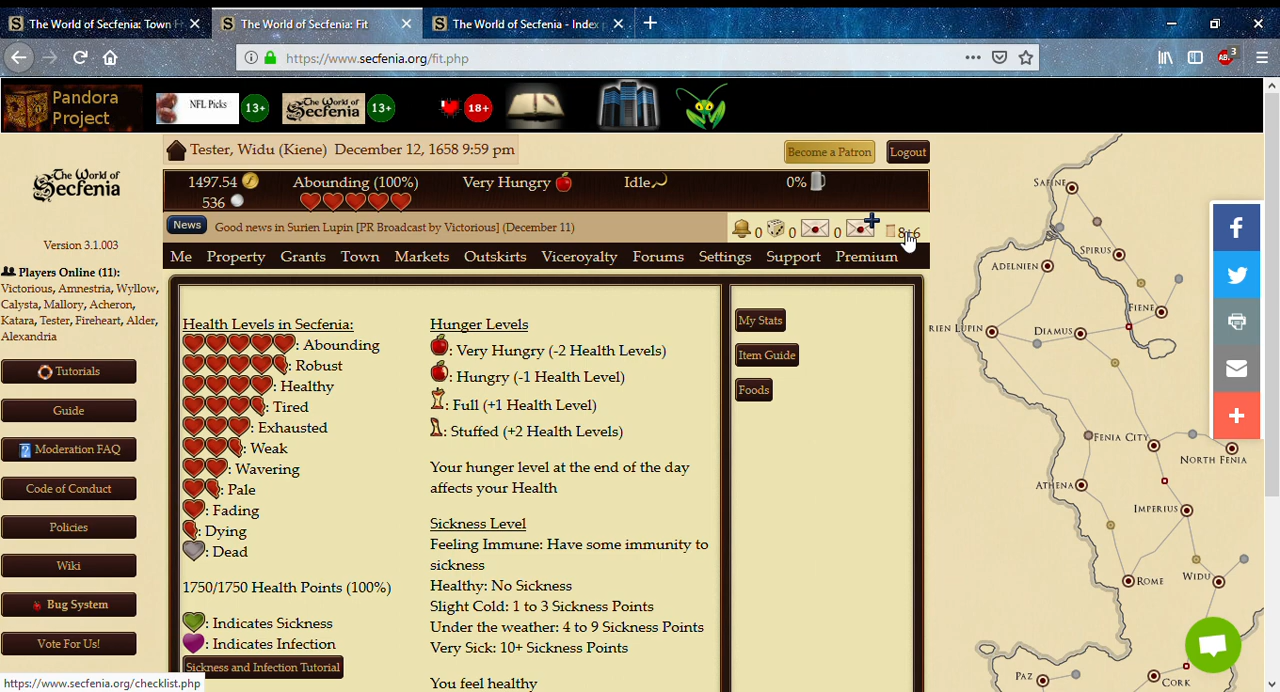 The World of Secfenia: Town H
The World of Secfenia: Fit
The World of Secfenia - Index p
https://www.secfenia.org/fit.php
Pandora Project
NFL Picks 13+
The World of Secfenia 13+
18+
The World of Secfenia
Version 3.1.003
Players Online (11):
Victorious, Amnestria, Wyllow,
Calysta, Mallory, Acheron,
Katara, Tester, Fireheart, Alder,
Alexandria
Tutorials
Guide
Moderation FAQ
Code of Conduct
Policies
Wiki
Bug System
Vote For Us!
Tester, Widu (Kiene) December 12, 1658 9:59 pm
Become a Patron
Logout
1497.54
536
Abounding (100%)
Very Hungry
Idle
0%
News
Good news in Surien Lupin [PR Broadcast by Victorious] (December 11)
0
0
0
0
Me
Property
Grants
Town
Markets
Outskirts
Viceroyalty
Forums
Settings
Support
Premium
Health Levels in Secfenia:
: Abounding
: Robust
: Healthy
: Tired
: Exhausted
: Weak
: Wavering
: Pale
: Fading
: Dying
: Dead
1750/1750 Health Points (100%)
: Indicates Sickness
: Indicates Infection
Sickness and Infection Tutorial
Hunger Levels
: Very Hungry (-2 Health Levels)
: Hungry (-1 Health Level)
: Full (+1 Health Level)
: Stuffed (+2 Health Levels)
Your hunger level at the end of the day
affects your Health
Sickness Level
Feeling Immune: Have some immunity to
sickness
Healthy: No Sickness
Slight Cold: 1 to 3 Sickness Points
Under the weather: 4 to 9 Sickness Points
Very Sick: 10+ Sickness Points
You feel healthy
My Stats
Item Guide
Foods
Safine
Spirus
Adelnien
Fiene
rien Lupin
Diamus
Fenia City
North Fenia
Athena
Imperius
Rome
Widu
Paz
Cork
https://www.secfenia.org/checklist.php